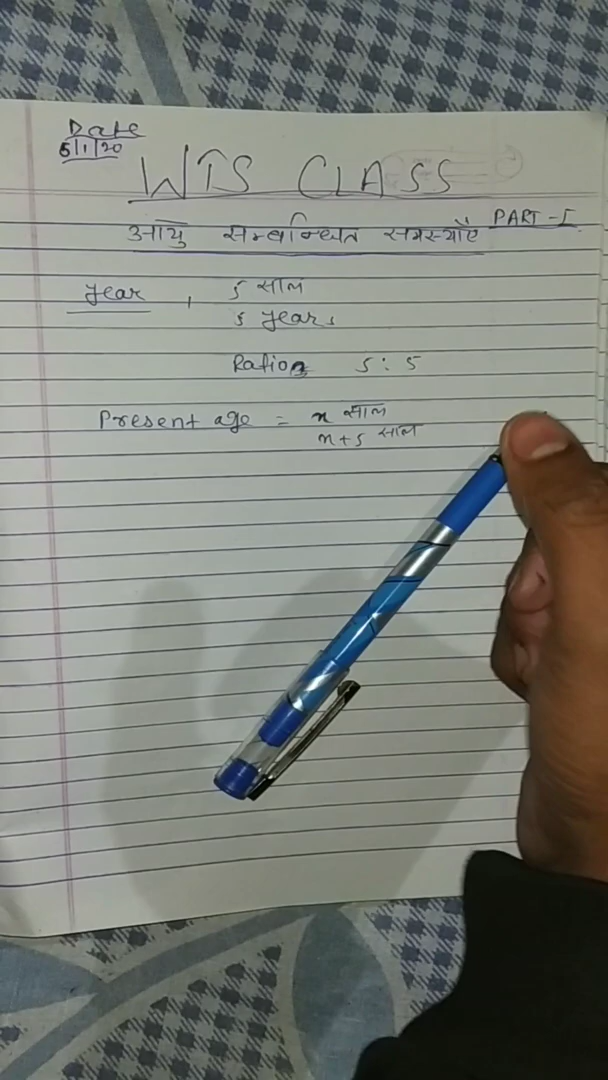 Date
5/1/20
WTS CLASS
आयु सम्बन्धित समस्याएँ PART-I
year , 5 साल
5 years
Ration 5:5
Present age = x साल
x+5 साल